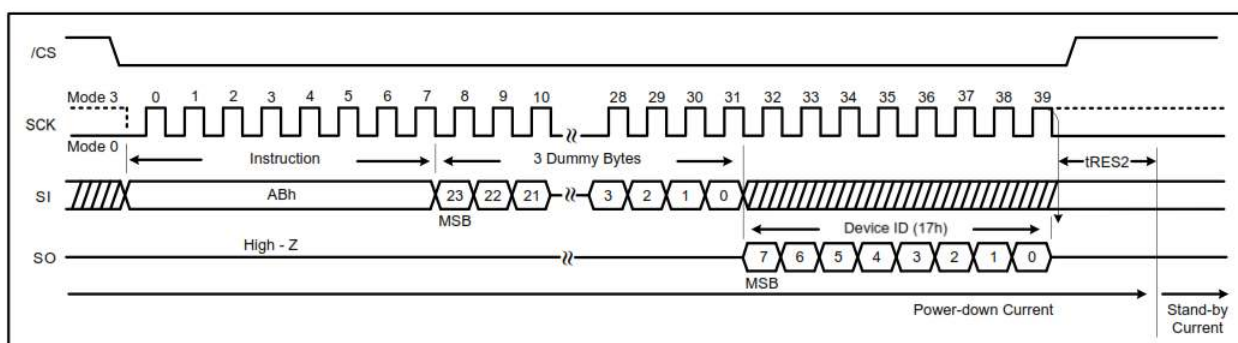 /CS
Mode 3 0 1 2 3 4 5 6 7 8 9 10 28 29 30 31 32 33 34 35 36 37 38 39
SCK
Mode 0
Instruction 3 Dummy Bytes tRES2
SI ABh 23 22 21 3 2 1 0
MSB Device ID (17h)
High - Z
SO 7 6 5 4 3 2 1 0
MSB
Power-down Current Stand-by
Current